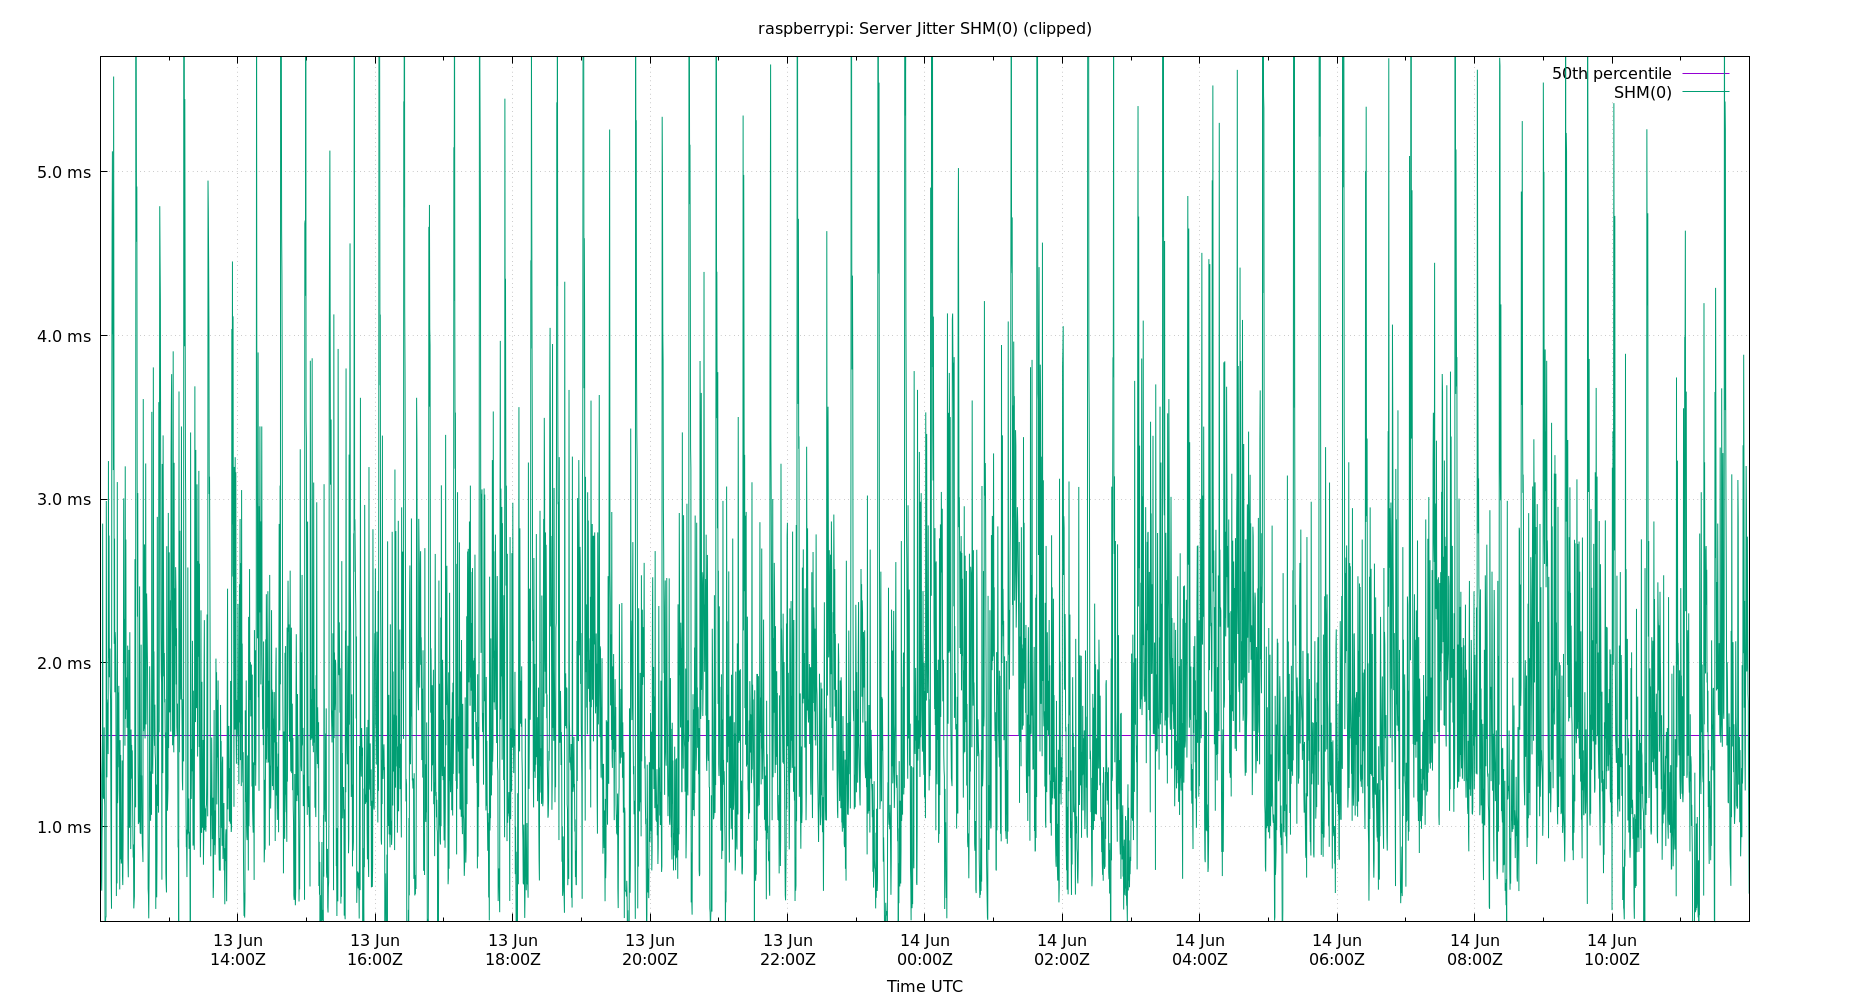 raspberrypi: Server Jitter SHM(0) (clipped)
50th percentile
SHM(0)
5.0 ms
4.0 ms
3.0 ms
2.0 ms
1.0 ms
13 Jun 13 Jun 13 Jun 13 Jun 13 Jun 14 Jun 14 Jun 14 Jun 14 Jun 14 Jun 14 Jun
14:00Z 16:00Z 18:00Z 20:00Z 22:00Z 00:00Z 02:00Z 04:00Z 06:00Z 08:00Z 10:00Z
Time UTC